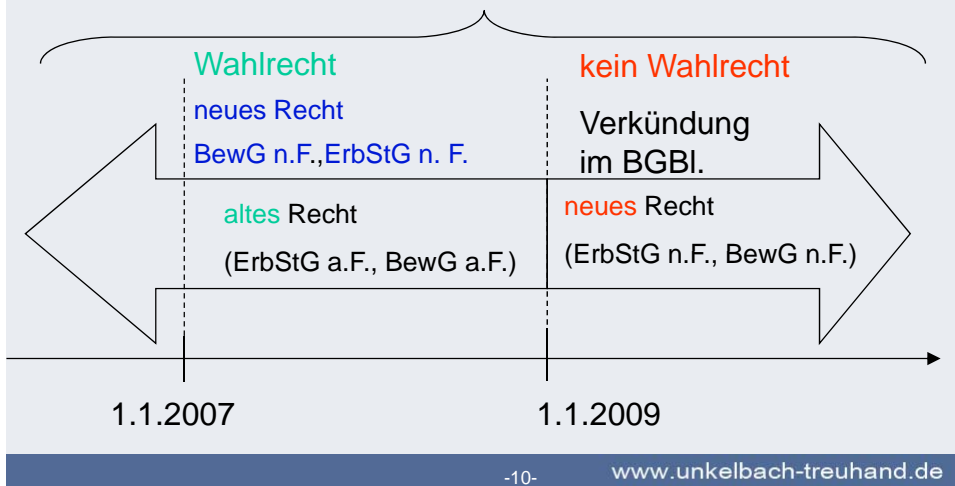 Wahlrecht
neues Recht
BewG n.F.,ErbStG n. F.
altes Recht
(ErbStG a.F., BewG a.F.)
kein Wahlrecht
Verkündung
im BGBl.
neues Recht
(ErbStG n.F., BewG n.F.)
1.1.2007
1.1.2009
-10-
www.unkelbach-treuhand.de